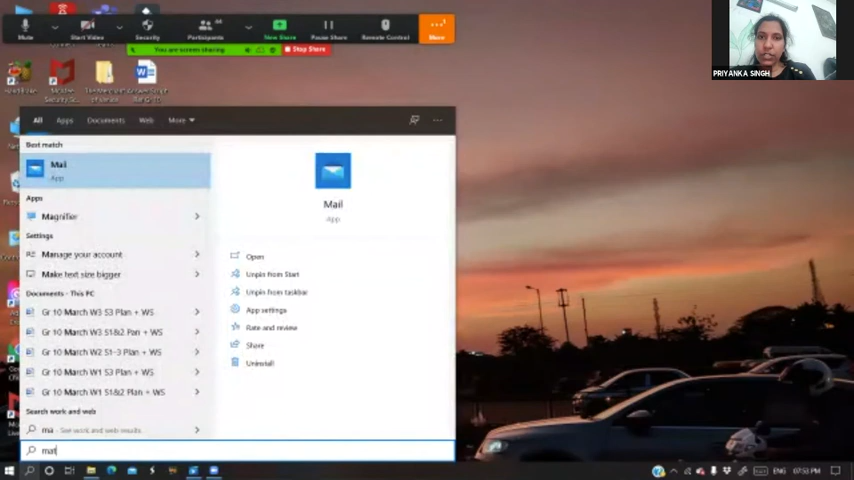 Mute
Start Video
Security
Participants
44
New Share
Pause Share
Remote Control
More
You are screen sharing
Stop Share
PRIYANKA SINGH
All
Apps
Documents
Web
More
Best match
Mail
App
Apps
Magnifier
Settings
Manage your account
Make text size bigger
Documents - This PC
Gr 10 March W3 S3 Plan + WS
Gr 10 March W3 S1&2 Pan + WS
Gr 10 March W2 S1-3 Plan + WS
Gr 10 March W1 S3 Plan + WS
Gr 10 March W1 S1&2 Plan + WS
Search work and web
ma - See work and web results
mat
Mail
App
Open
Unpin from Start
Unpin from taskbar
App settings
Rate and review
Share
Uninstall
ENG
07:53 PM